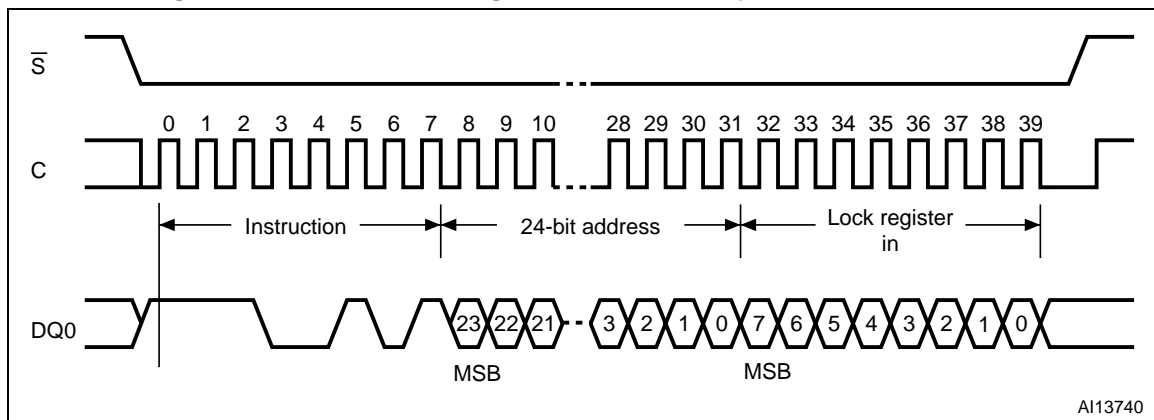 S
0 1 2 3 4 5 6 7 8 9 10 28 29 30 31 32 33 34 35 36 37 38 39
C
Instruction 24-bit address Lock register
in
DQ0 23 22 21 3 2 1 0 7 6 5 4 3 2 1 0
MSB MSB
AI13740